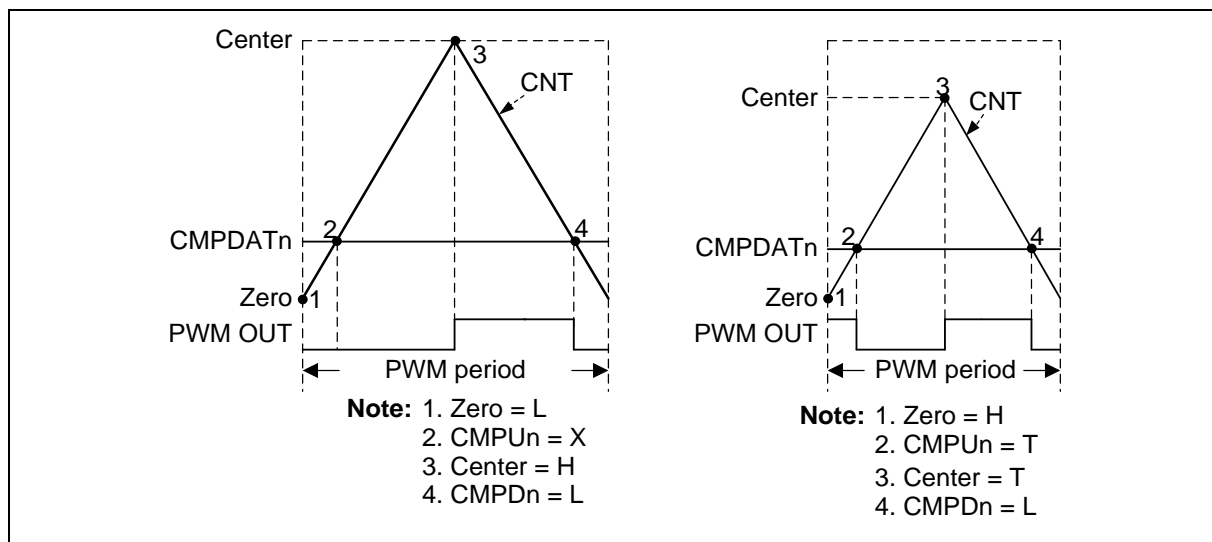 Center
3
CNT
2
4
CMPDATn
Zero
1
PWM OUT
PWM period
Note: 1. Zero = L
2. CMPUn = X
3. Center = H
4. CMPDn = L
Center
3
CNT
2
4
CMPDATn
Zero
1
PWM OUT
PWM period
Note: 1. Zero = H
2. CMPUn = T
3. Center = T
4. CMPDn = L